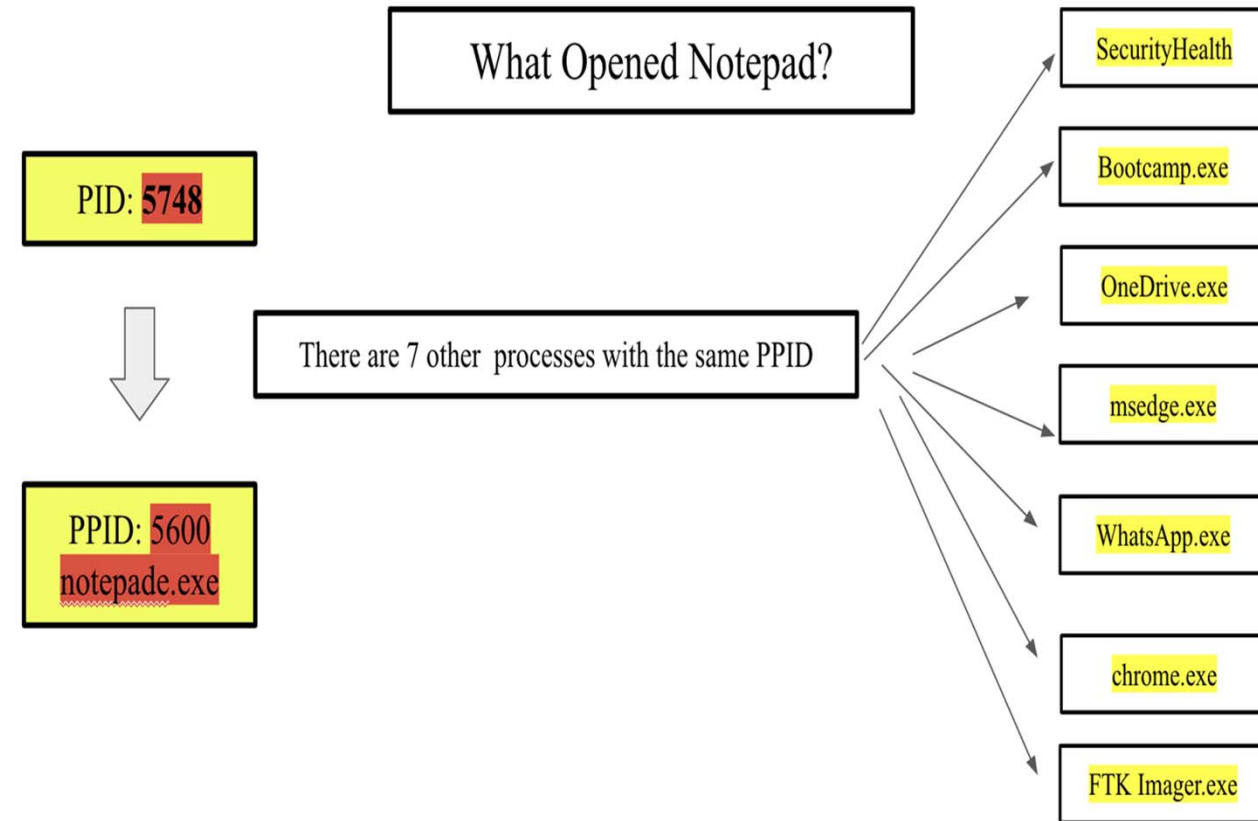 What Opened Notepad?
PID: 5748
PPID: 5600
notepade.exe
There are 7 other processes with the same PPID
SecurityHealth
Bootcamp.exe
OneDrive.exe
msedge.exe
WhatsApp.exe
chrome.exe
FTK Imager.exe